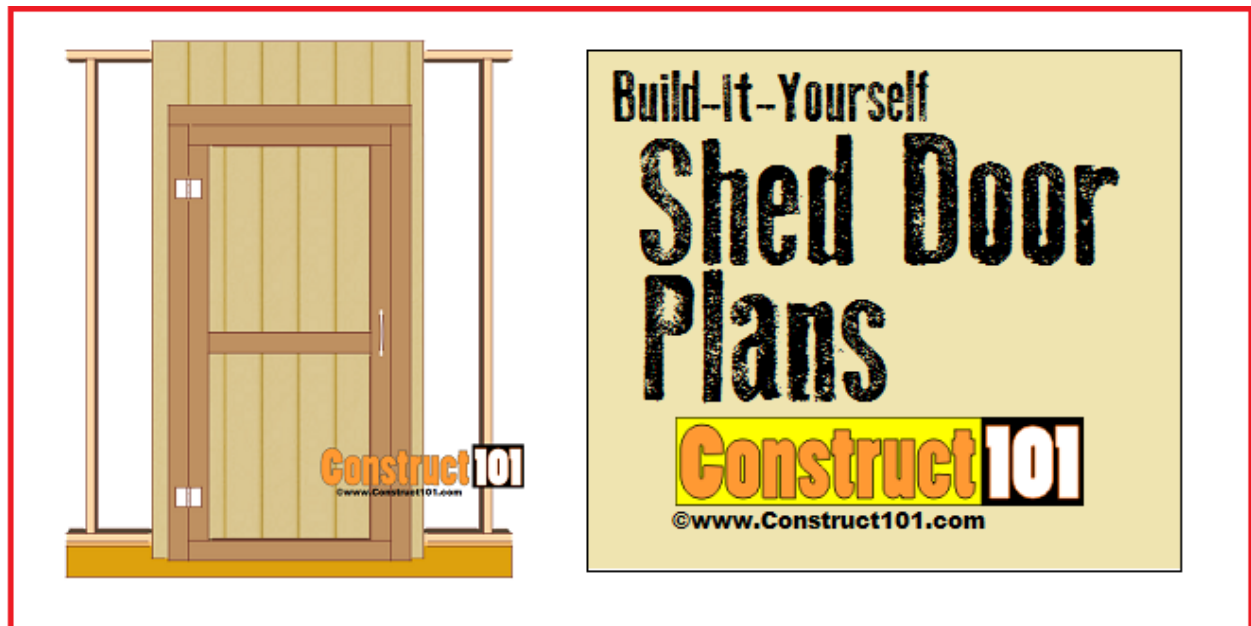 Construct101
©www.Construct101.com
Build-It-Yourself
Shed Door
Plans
Construct101
©www.Construct101.com